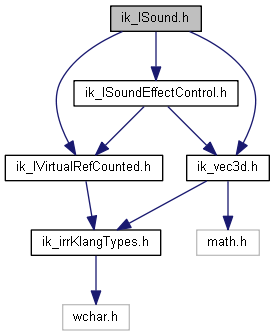 ik_ISound.h
ik_ISoundEffectControl.h
ik_IVirtualRefCounted.h
ik_vec3d.h
ik_irrKlangTypes.h
math.h
wchar.h